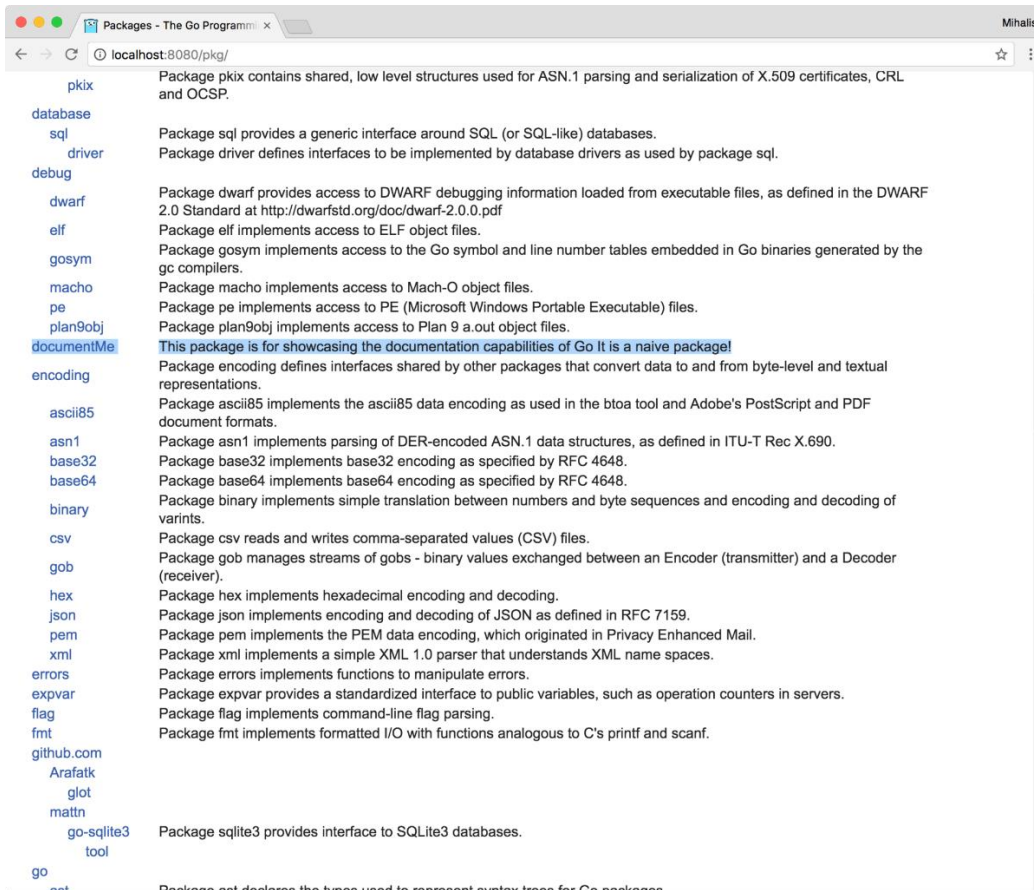 Packages - The Go Programmi
Mihalis
localhost:8080/pkg/
pkix Package pkix contains shared, low level structures used for ASN.1 parsing and serialization of X.509 certificates, CRL
and OCSP.
database
sql Package sql provides a generic interface around SQL (or SQL-like) databases.
driver Package driver defines interfaces to be implemented by database drivers as used by package sql.
debug
dwarf Package dwarf provides access to DWARF debugging information loaded from executable files, as defined in the DWARF
2.0 Standard at http://dwarfstd.org/doc/dwarf-2.0.0.pdf
elf Package elf implements access to ELF object files.
gosym Package gosym implements access to the Go symbol and line number tables embedded in Go binaries generated by the
gc compilers.
macho Package macho implements access to Mach-O object files.
pe Package pe implements access to PE (Microsoft Windows Portable Executable) files.
plan9obj Package plan9obj implements access to Plan 9 a.out object files.
documentMe This package is for showcasing the documentation capabilities of Go It is a naive package!
encoding Package encoding defines interfaces shared by other packages that convert data to and from byte-level and textual
representations.
ascii85 Package ascii85 implements the ascii85 data encoding as used in the btoa tool and Adobe's PostScript and PDF
document formats.
asn1 Package asn1 implements parsing of DER-encoded ASN.1 data structures, as defined in ITU-T Rec X.690.
base32 Package base32 implements base32 encoding as specified by RFC 4648.
base64 Package base64 implements base64 encoding as specified by RFC 4648.
binary Package binary implements simple translation between numbers and byte sequences and encoding and decoding of
varints.
csv Package csv reads and writes comma-separated values (CSV) files.
gob Package gob manages streams of gobs - binary values exchanged between an Encoder (transmitter) and a Decoder
(receiver).
hex Package hex implements hexadecimal encoding and decoding.
json Package json implements encoding and decoding of JSON as defined in RFC 7159.
pem Package pem implements the PEM data encoding, which originated in Privacy Enhanced Mail.
xml Package xml implements a simple XML 1.0 parser that understands XML name spaces.
errors Package errors implements functions to manipulate errors.
expvar Package expvar provides a standardized interface to public variables, such as operation counters in servers.
flag Package flag implements command-line flag parsing.
fmt Package fmt implements formatted I/O with functions analogous to C's printf and scanf.
github.com
Arafatk
glot
mattn
go-sqlite3 Package sqlite3 provides interface to SQLite3 databases.
tool
go
ast Package ast declares the types used to represent syntax trees for Go packages.